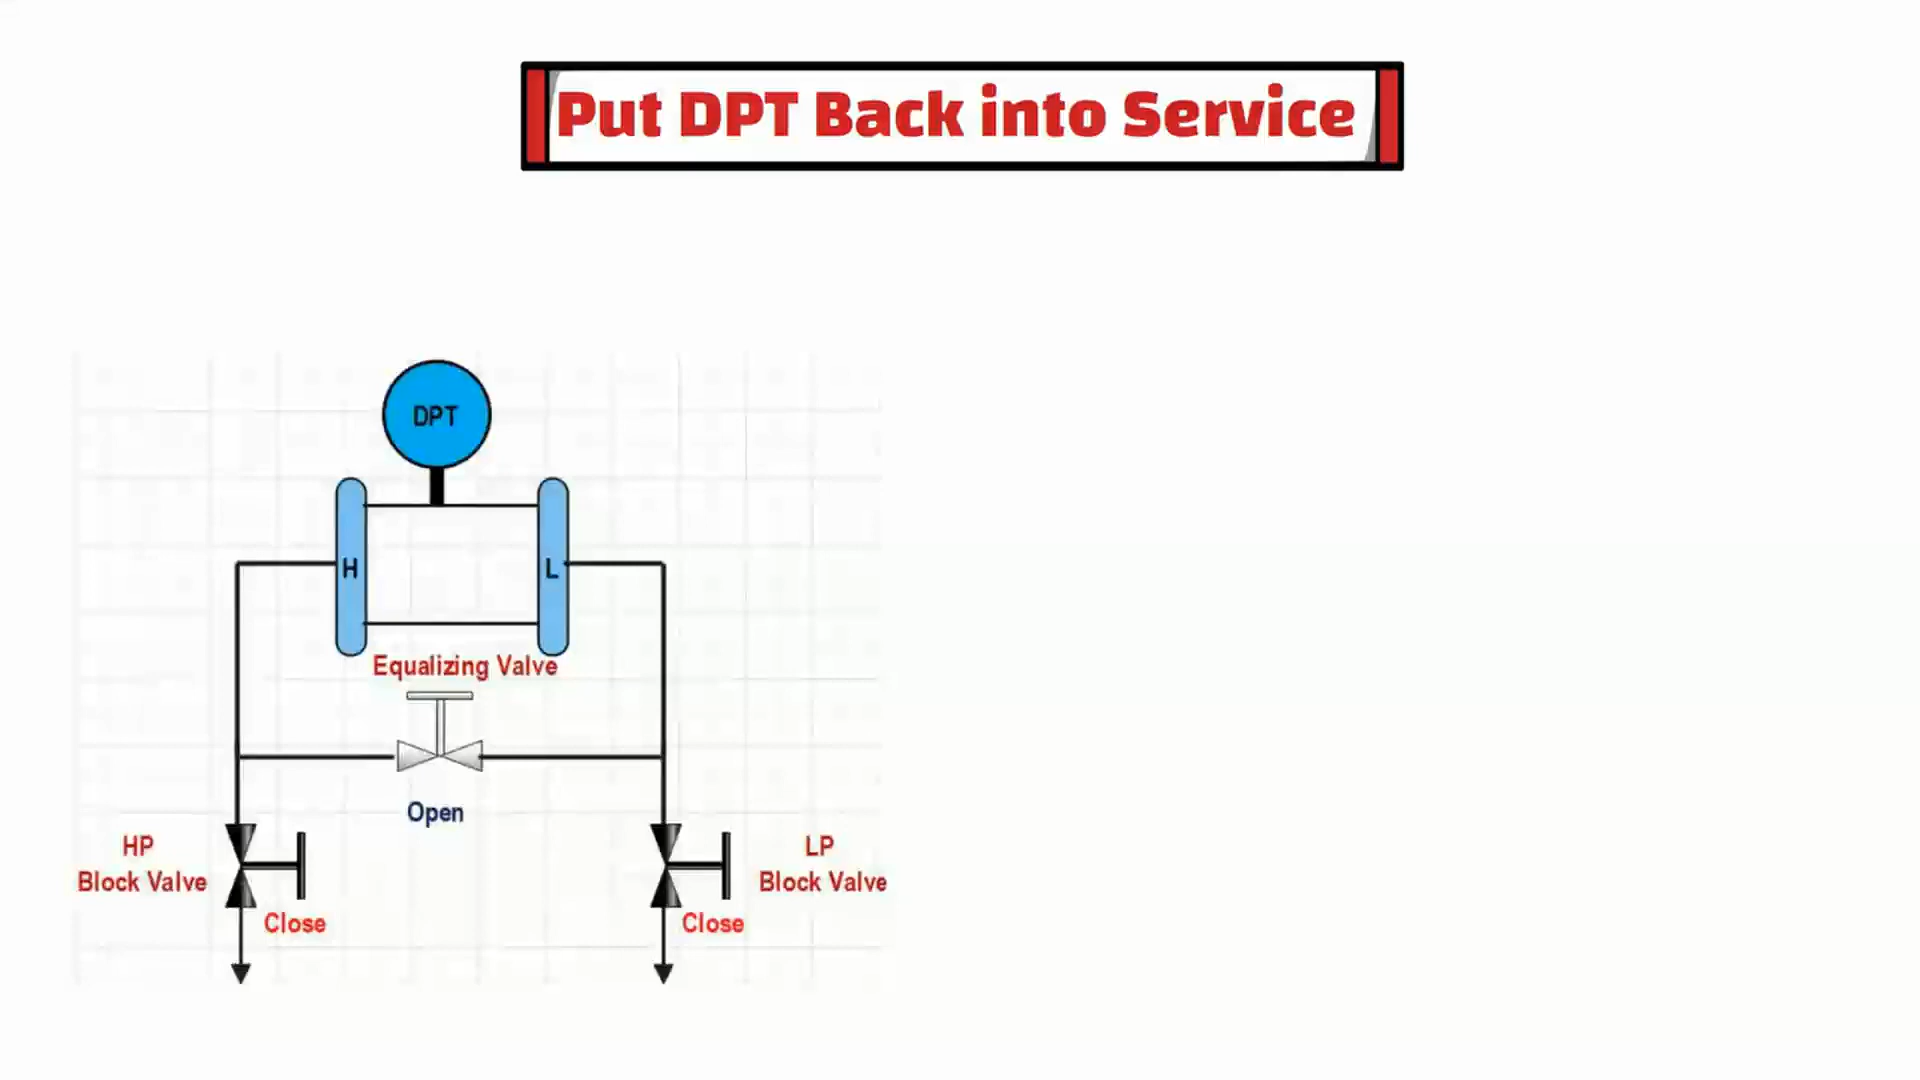 Put DPT Back into Service
DPT
H
L
Equalizing Valve
Open
HP
Block Valve
Close
LP
Block Valve
Close